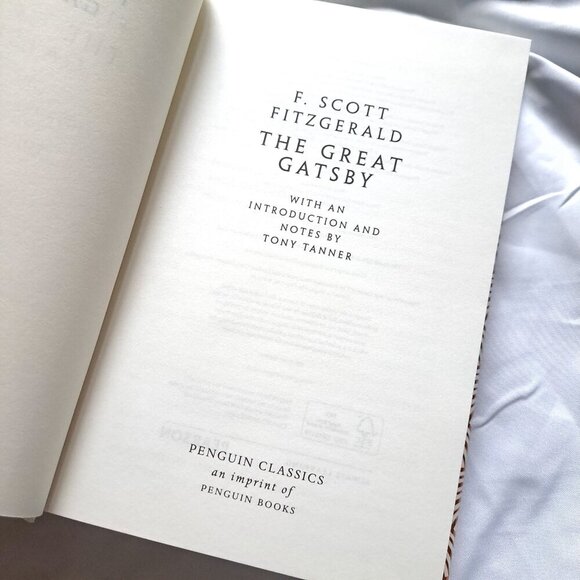 F. SCOTT
FITZGERALD
THE GREAT
GATSBY
WITH AN
INTRODUCTION AND
NOTES BY
TONY TANNER
PENGUIN CLASSICS
an imprint of
PENGUIN BOOKS